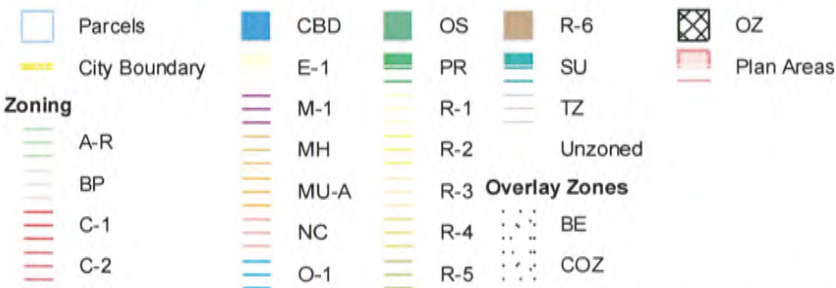 Parcels
City Boundary
Zoning
A-R
BP
C-1
C-2
CBD
E-1
M-1
MH
MU-A
NC
O-1
OS
PR
R-1
R-2
R-3
R-4
R-5
R-6
SU
TZ
Unzoned
Overlay Zones
BE
COZ
OZ
Plan Areas